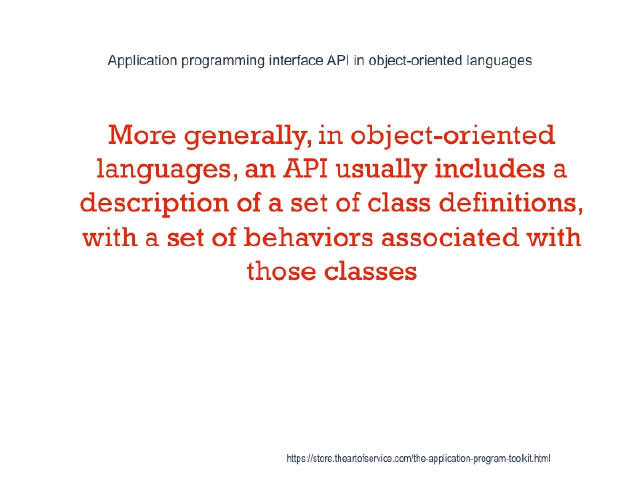 Application programming interface API in object-oriented languages
More generally, in object-oriented
languages, an API usually includes a
description of a set of class definitions,
with a set of behaviors associated with
those classes
https://store.theartofservice.com/the-application-program-toolkit.html